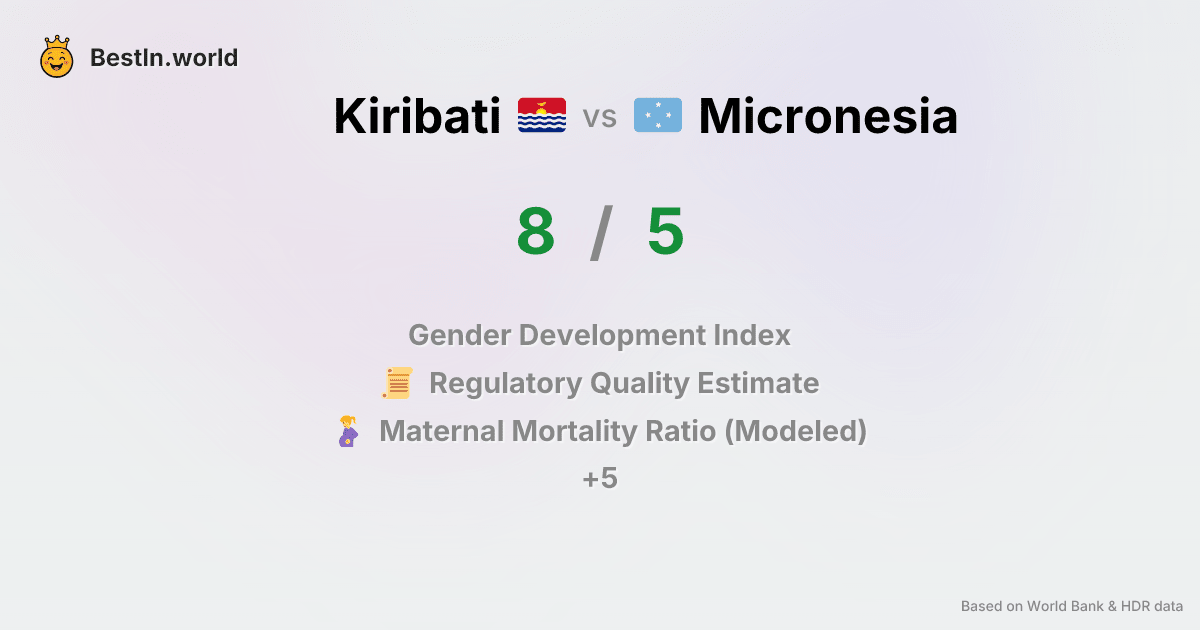 BestIn.world
Kiribati vs Micronesia
8 / 5
Gender Development Index
Regulatory Quality Estimate
Maternal Mortality Ratio (Modeled)
+5
Based on World Bank & HDR data